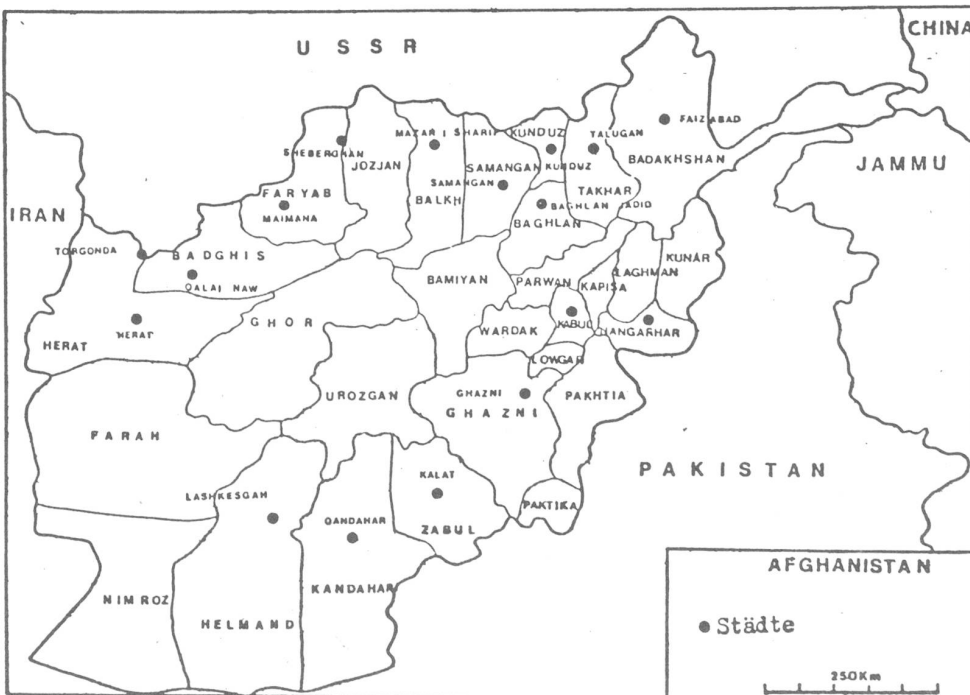 USSR
CHINA
MAZAR I SHARIF
KUNDUZ
TALUGAN
FAIZABAD
SHEBERGHAN
JOZJAN
SAMANGAN
KUNDUZ
BADAKHSHAN
JAMMU
SAMANGAN
TAKHAR
FARYAB
BALKH
BAGHLAN JADID
IRAN
MAIMANA
BAGHLAN
TORGONDA
BADGHIS
LAGHMAN
KUNAR
QALAI NAW
BAMIYAN
PARWAN
KAPISA
GHOR
KABUL
NANGARHAR
HERAT
WARDAK
HERAT
LOWGAR
UROZGAN
GHAZNI
PAKHTIA
GHAZNI
FARAH
PAKISTAN
KALAT
LASHKESGAH
PAKTIKA
QANDAHAR
ZABUL
AFGHANISTAN
KANDAHAR
NIMROZ
HELMAND
Städte
250Km